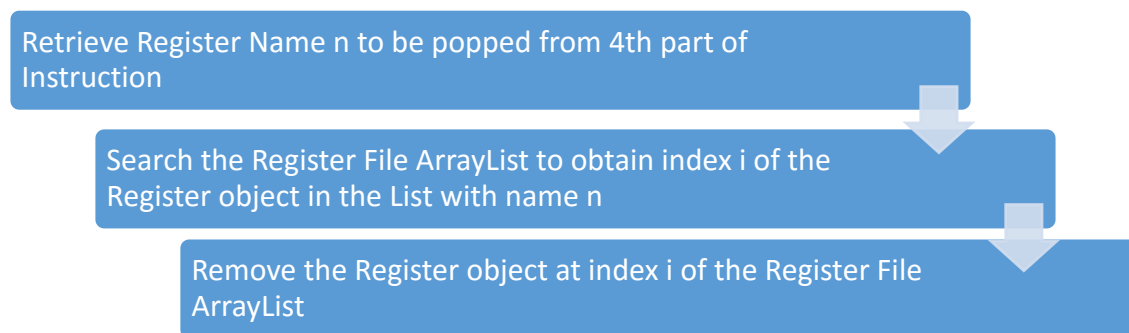 Retrieve Register Name n to be popped from 4th part of
Instruction
Search the Register File ArrayList to obtain index i of the
Register object in the List with name n
Remove the Register object at index i of the Register File
ArrayList